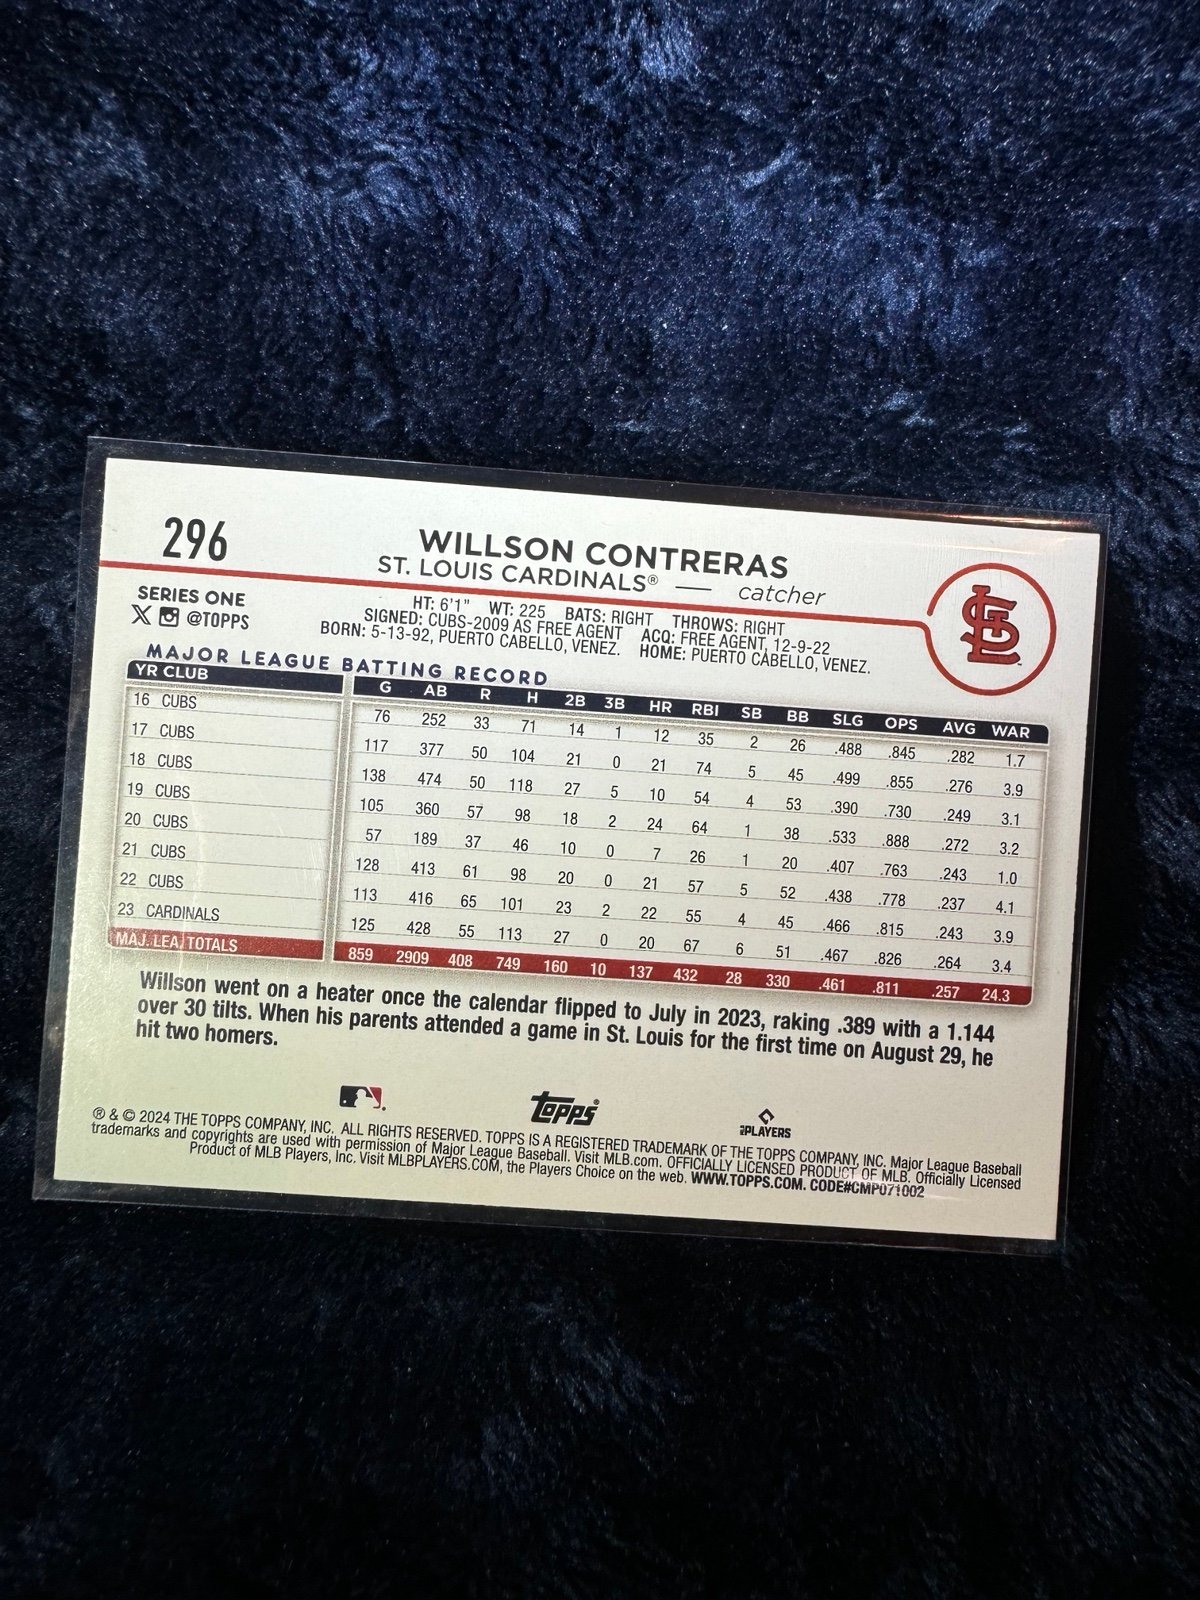 296
WILLSON CONTRERAS
ST. LOUIS CARDINALS® — catcher
SERIES ONE
@TOPPS
HT: 6'1" WT: 225 BATS: RIGHT THROWS: RIGHT
SIGNED: CUBS-2009 AS FREE AGENT ACQ: FREE AGENT, 12-9-22
BORN: 5-13-92, PUERTO CABELLO, VENEZ. HOME: PUERTO CABELLO, VENEZ.
STL
MAJOR LEAGUE BATTING RECORD
YR CLUB G AB R H 2B 3B HR RBI SB BB SLG OPS AVG WAR
16 CUBS 76 252 33 71 14 1 12 35 2 26 .488 .845 .282 1.7
17 CUBS 117 377 50 104 21 0 21 74 5 45 .499 .855 .276 3.9
18 CUBS 138 474 50 118 27 5 10 54 4 53 .390 .730 .249 3.1
19 CUBS 105 360 57 98 18 2 24 64 1 38 .533 .888 .272 3.2
20 CUBS 57 189 37 46 10 0 7 26 1 20 .407 .763 .243 1.0
21 CUBS 128 413 61 98 20 0 21 57 5 52 .438 .778 .237 4.1
22 CUBS 113 416 65 101 23 2 22 55 4 45 .466 .815 .243 3.9
23 CARDINALS 125 428 55 113 27 0 20 67 6 51 .467 .826 .264 3.4
MAJ. LEA. TOTALS 859 2909 408 749 160 10 137 432 28 330 .461 .811 .257 24.3
Willson went on a heater once the calendar flipped to July in 2023, raking .389 with a 1.144
over 30 tilts. When his parents attended a game in St. Louis for the first time on August 29, he
hit two homers.
TOPPS®
PLAYERS
® & © 2024 THE TOPPS COMPANY, INC. ALL RIGHTS RESERVED. TOPPS IS A REGISTERED TRADEMARK OF THE TOPPS COMPANY, INC. Major League Baseball
trademarks and copyrights are used with permission of Major League Baseball. Visit MLB.com. OFFICIALLY LICENSED PRODUCT OF MLB. Officially Licensed
Product of MLB Players, Inc. Visit MLBPLAYERS.COM, the Players Choice on the web. WWW.TOPPS.COM. CODE#CMP071002